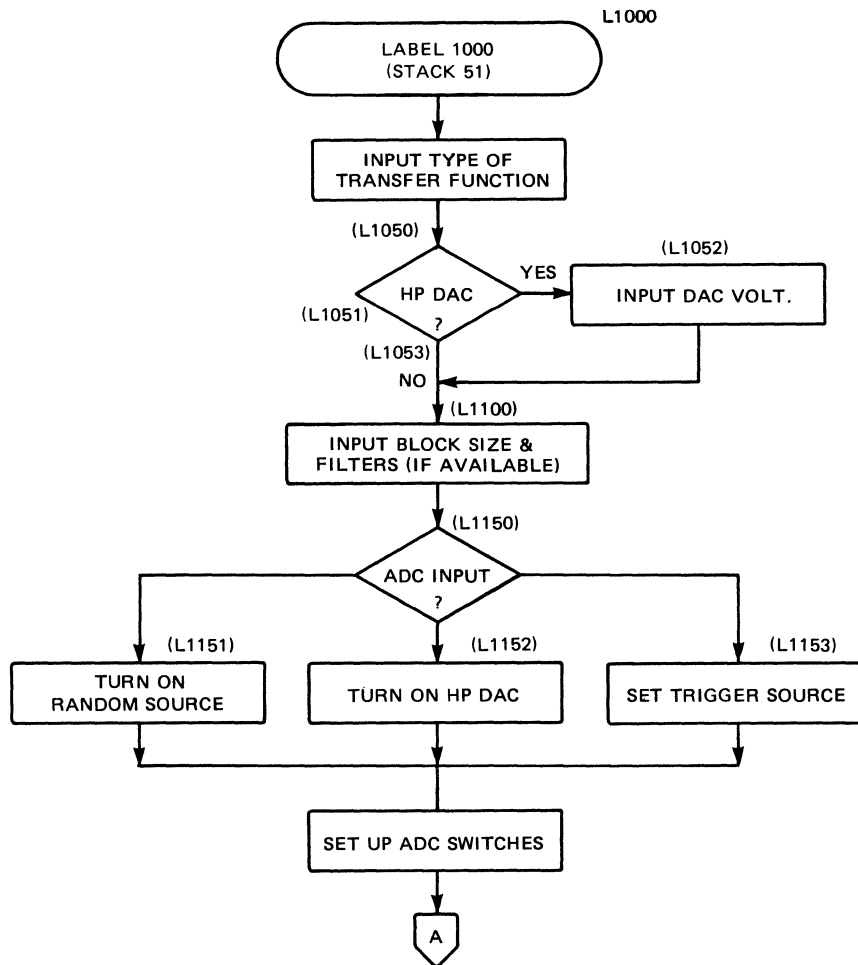 L1000
LABEL 1000
(STACK 51)
INPUT TYPE OF
TRANSFER FUNCTION
(L1050)
(L1052)
HP DAC
?
YES
INPUT DAC VOLT.
(L1051)
(L1053)
NO
(L1100)
INPUT BLOCK SIZE &
FILTERS (IF AVAILABLE)
(L1150)
ADC INPUT
?
(L1151)
(L1152)
(L1153)
TURN ON
RANDOM SOURCE
TURN ON HP DAC
SET TRIGGER SOURCE
SET UP ADC SWITCHES
A